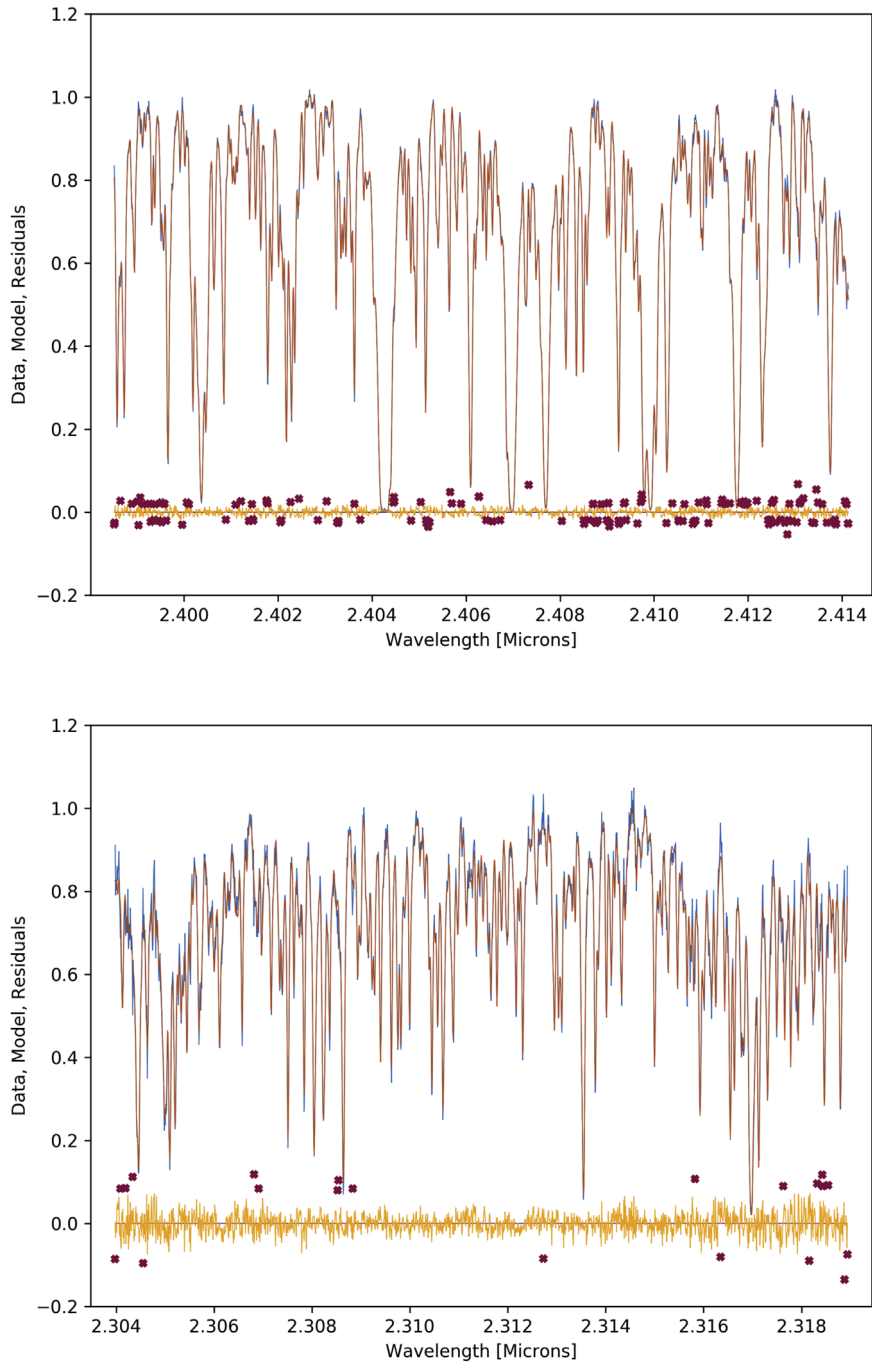 1.2
1.0
0.8
0.6
0.4
0.2
0.0
−0.2
Data, Model, Residuals
2.400 2.402 2.404 2.406 2.408 2.410 2.412 2.414
Wavelength [Microns]
1.2
1.0
0.8
0.6
0.4
0.2
0.0
−0.2
Data, Model, Residuals
2.304 2.306 2.308 2.310 2.312 2.314 2.316 2.318
Wavelength [Microns]